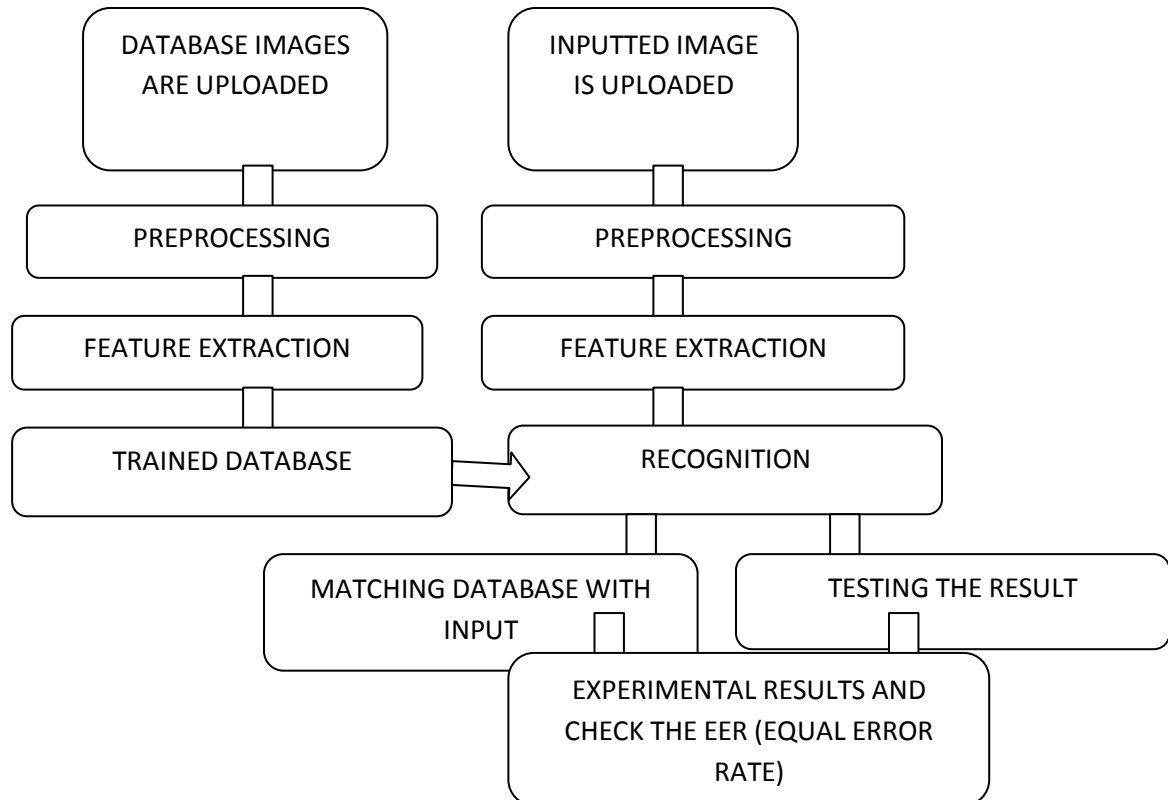 DATABASE IMAGES
ARE UPLOADED
INPUTTED IMAGE
IS UPLOADED
PREPROCESSING
PREPROCESSING
FEATURE EXTRACTION
FEATURE EXTRACTION
TRAINED DATABASE
RECOGNITION
MATCHING DATABASE WITH
INPUT
TESTING THE RESULT
EXPERIMENTAL RESULTS AND
CHECK THE EER (EQUAL ERROR
RATE)